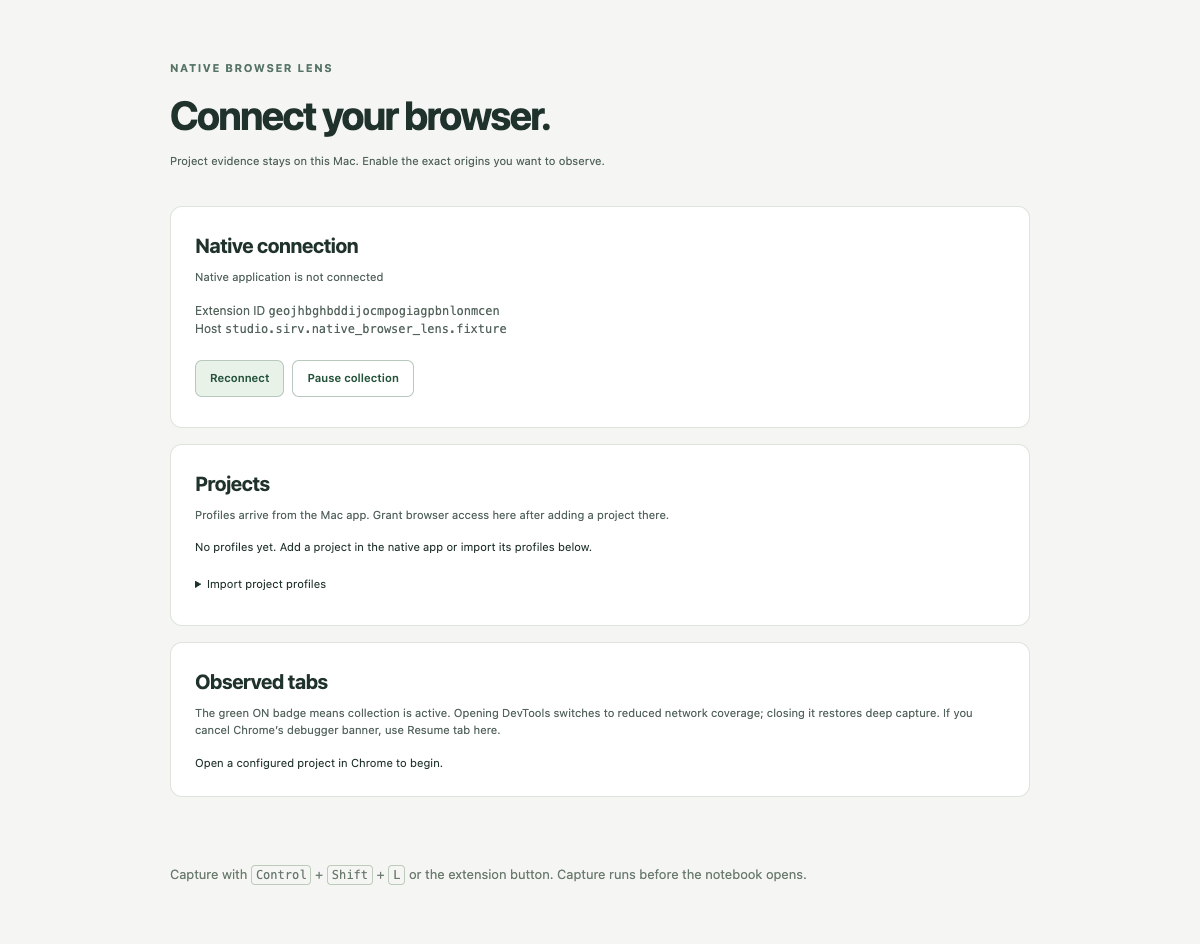 NATIVE BROWSER LENS
Connect your browser.
Project evidence stays on this Mac. Enable the exact origins you want to observe.
Native connection
Native application is not connected
Extension ID geojhbghbddijocmpogiagpbnlonmcen
Host studio.sirv.native_browser_lens.fixture
Reconnect
Pause collection
Projects
Profiles arrive from the Mac app. Grant browser access here after adding a project there.
No profiles yet. Add a project in the native app or import its profiles below.
Import project profiles
Observed tabs
The green ON badge means collection is active. Opening DevTools switches to reduced network coverage; closing it restores deep capture. If you
cancel Chrome's debugger banner, use Resume tab here.
Open a configured project in Chrome to begin.
Capture with Control + Shift + L or the extension button. Capture runs before the notebook opens.